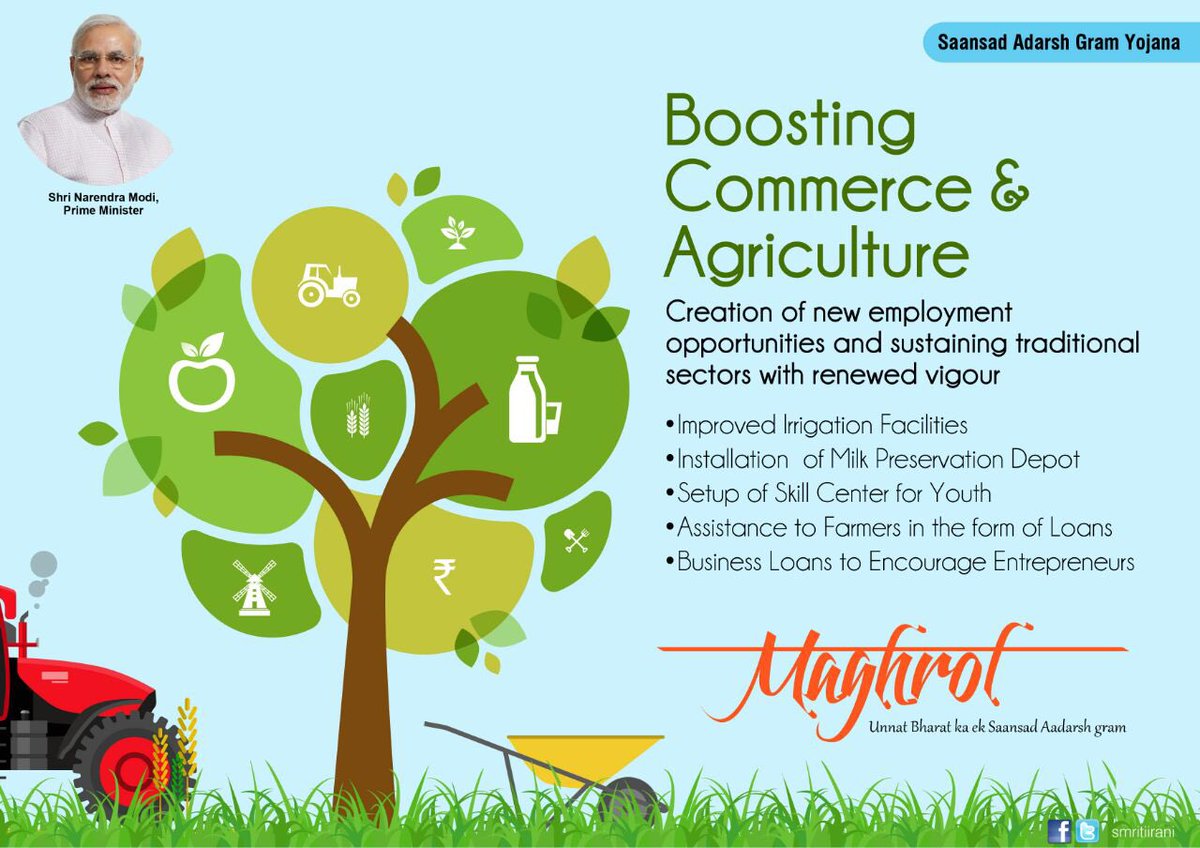 Saansad Adarsh Gram Yojana
Shri Narendra Modi,
Prime Minister
Boosting
Commerce &
Agriculture
Creation of new employment
opportunities and sustaining traditional
sectors with renewed vigour
•Improved Irrigation Facilities
•Installation of Milk Preservation Depot
•Setup of Skill Center for Youth
•Assistance to Farmers in the form of Loans
•Business Loans to Encourage Entrepreneurs
₹
Maghrol
Unnat Bharat ka ek Saansad Aadarsh gram
smritiirani